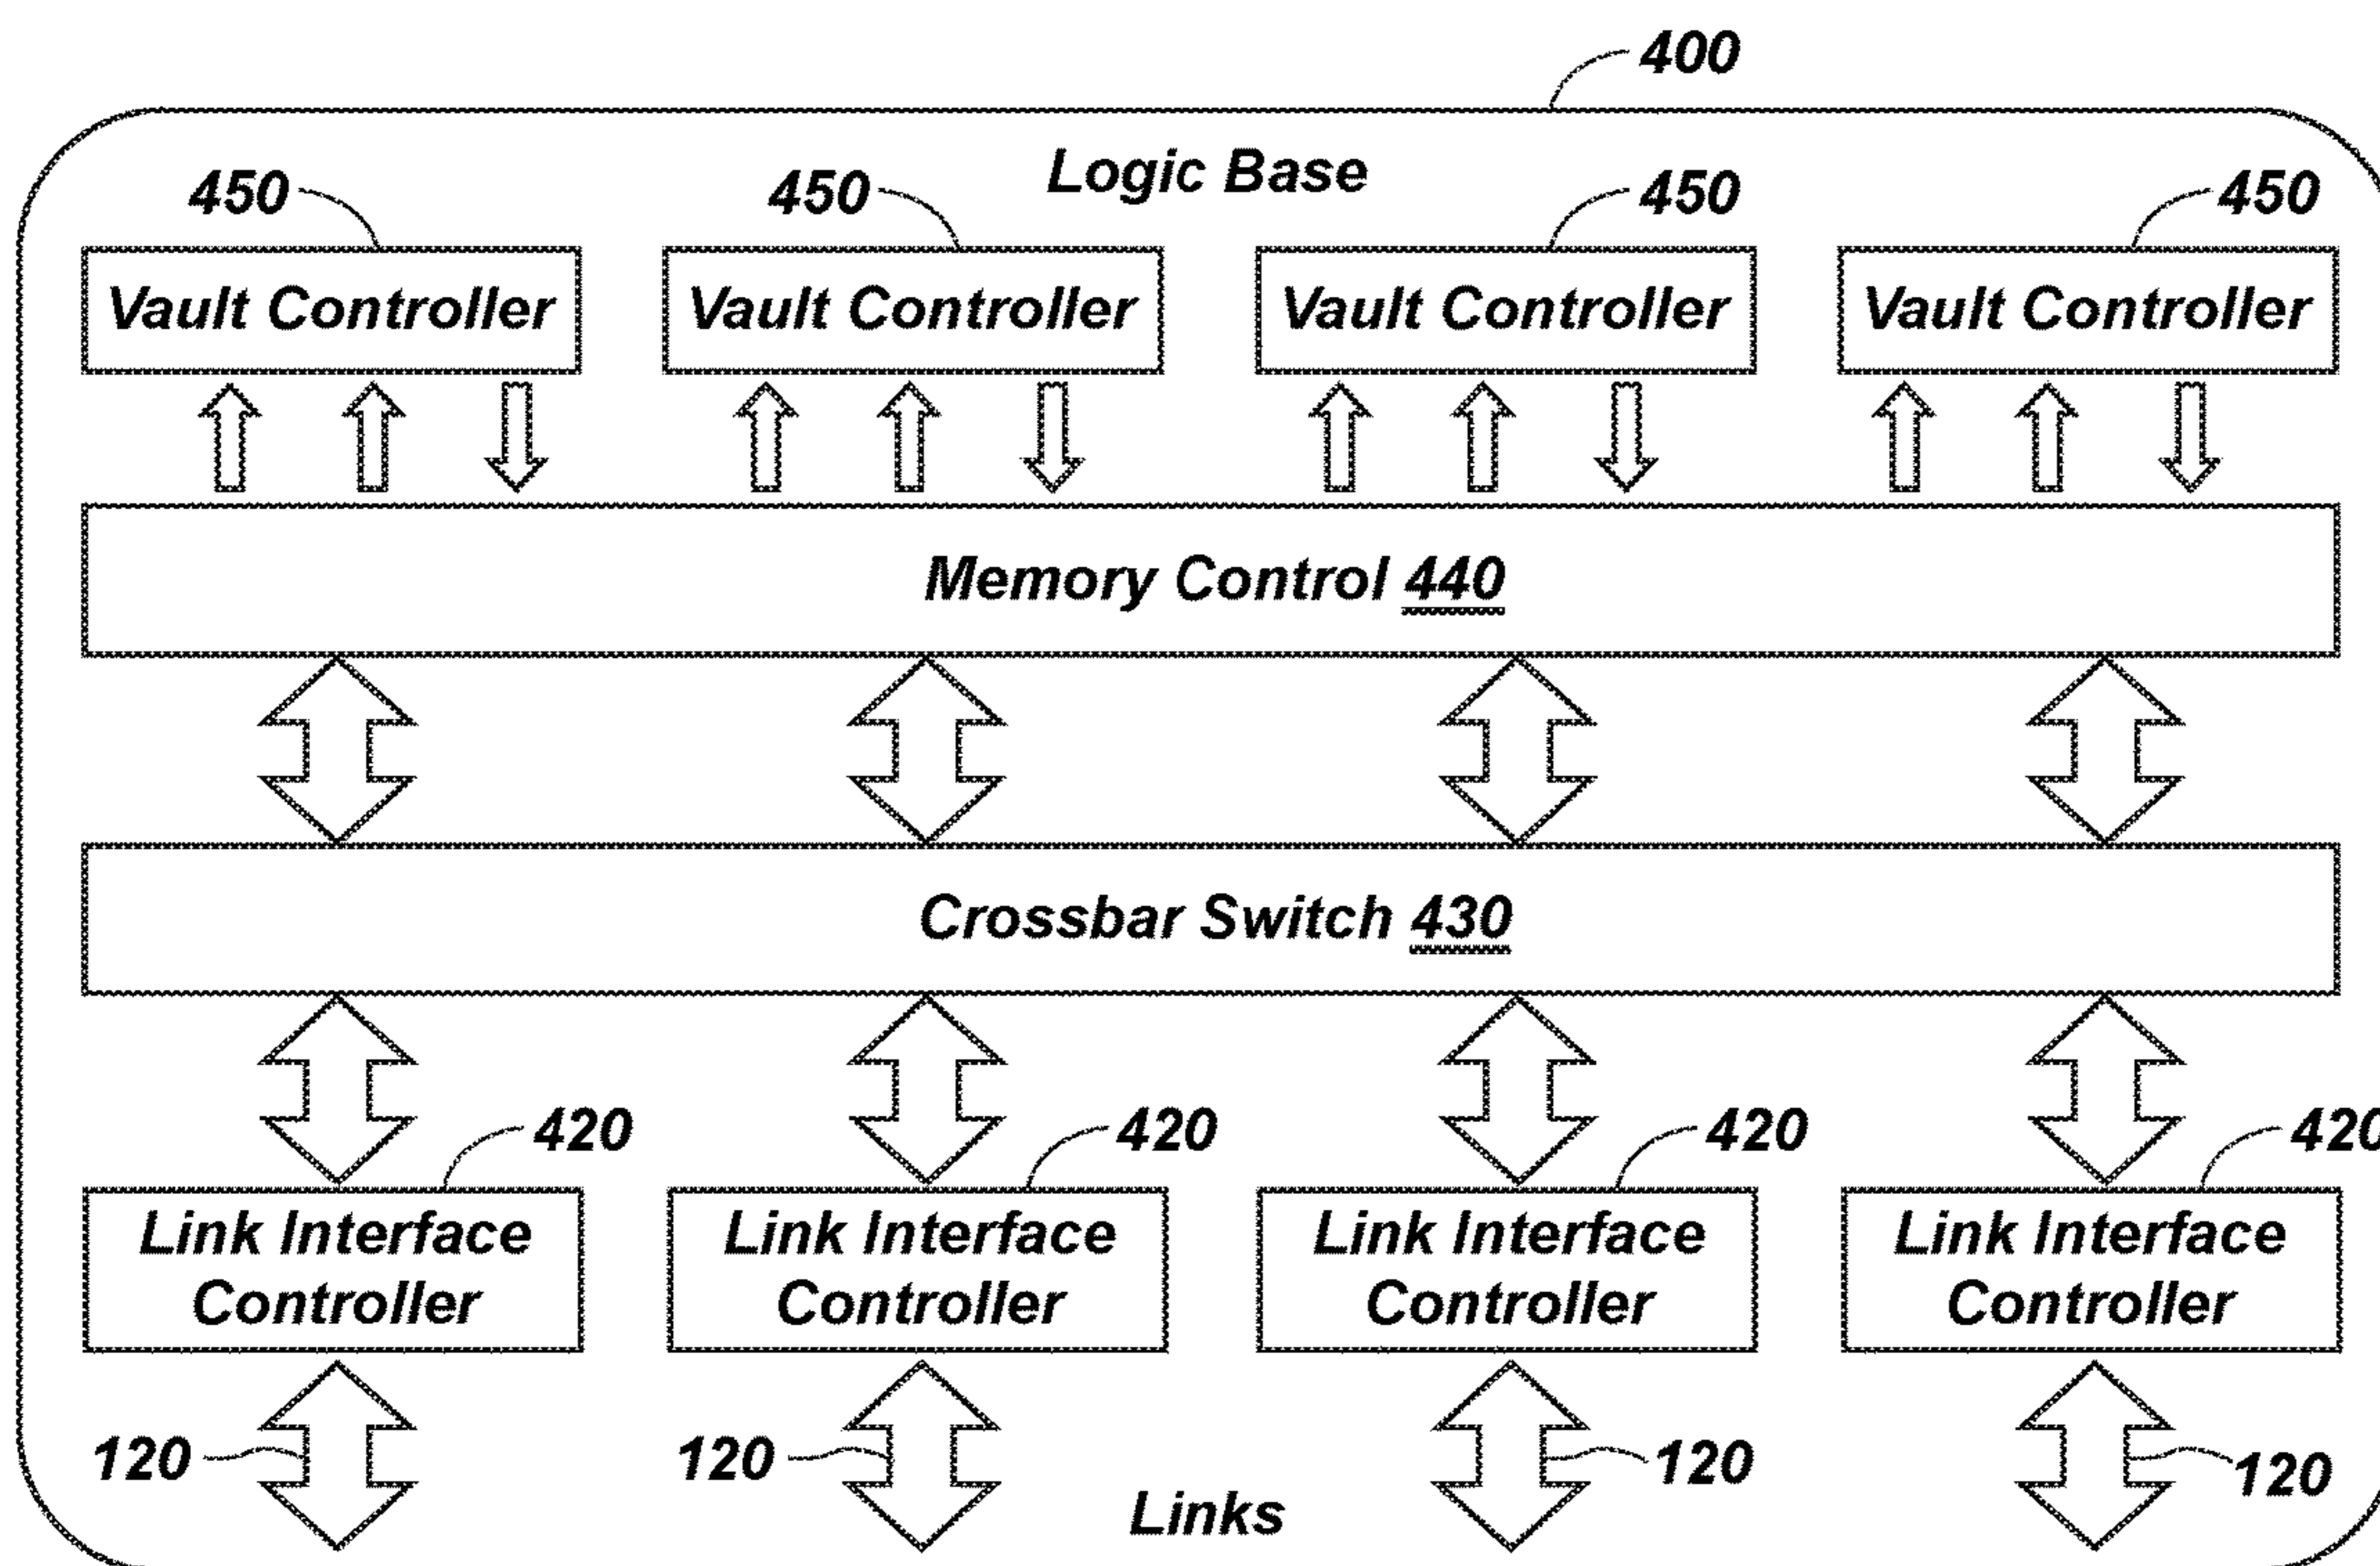 400
Logic Base
450 450 450 450
Vault Controller Vault Controller Vault Controller Vault Controller
Memory Control 440
Crossbar Switch 430
420 420 420 420
Link Interface Controller Link Interface Controller Link Interface Controller Link Interface Controller
120 120 120 120
Links